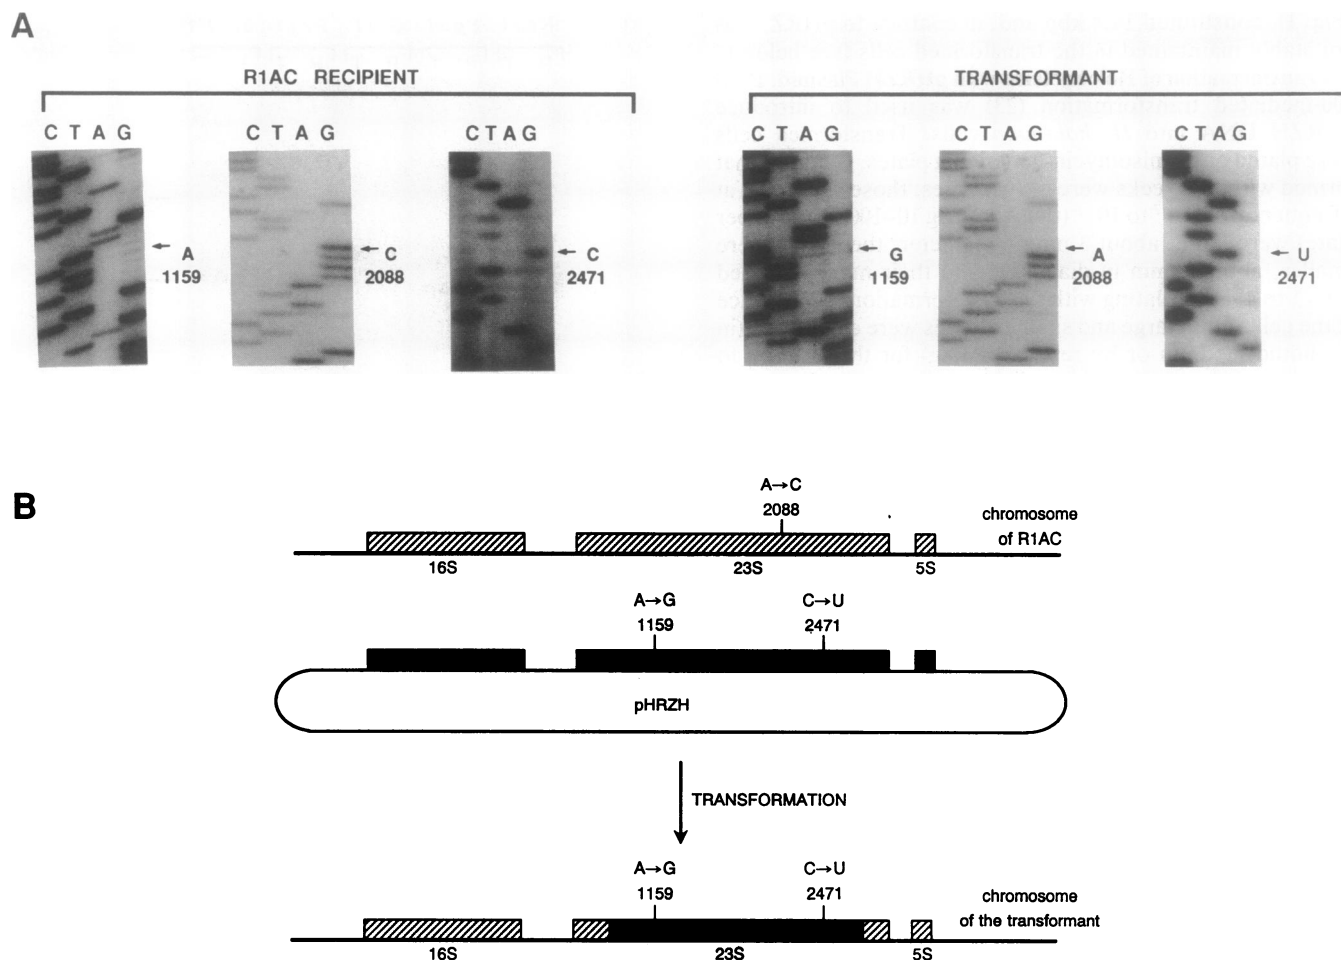 A
R1AC RECIPIENT
TRANSFORMANT
C T A G
C T A G
C T A G
C T A G
C T A G
C T A G
A
1159
C
2088
C
2471
G
1159
A
2088
U
2471
B
A→C
2088
chromosome
of R1AC
16S
23S
5S
A→G
1159
C→U
2471
pHRZH
TRANSFORMATION
A→G
1159
C→U
2471
chromosome
of the transformant
16S
23S
5S